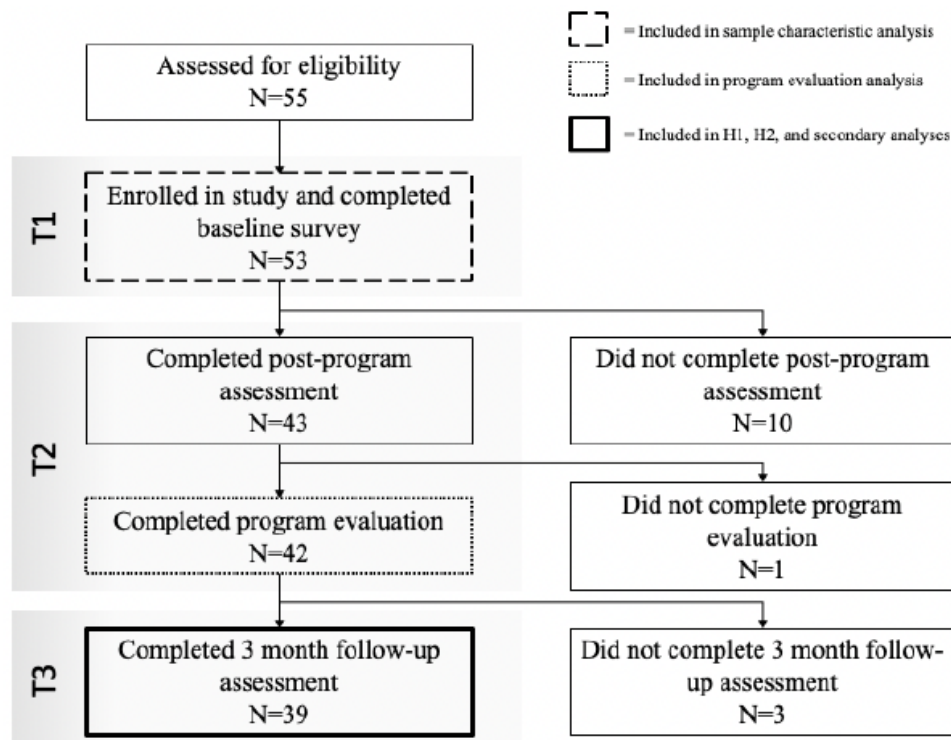 Assessed for eligibility
N=55
= Included in sample characteristic analysis
= Included in program evaluation analysis
= Included in H1, H2, and secondary analyses
T1
Enrolled in study and completed
baseline survey
N=53
T2
Completed post-program
assessment
N=43
Did not complete post-program
assessment
N=10
Completed program evaluation
N=42
Did not complete program
evaluation
N=1
T3
Completed 3 month follow-up
assessment
N=39
Did not complete 3 month follow-
up assessment
N=3